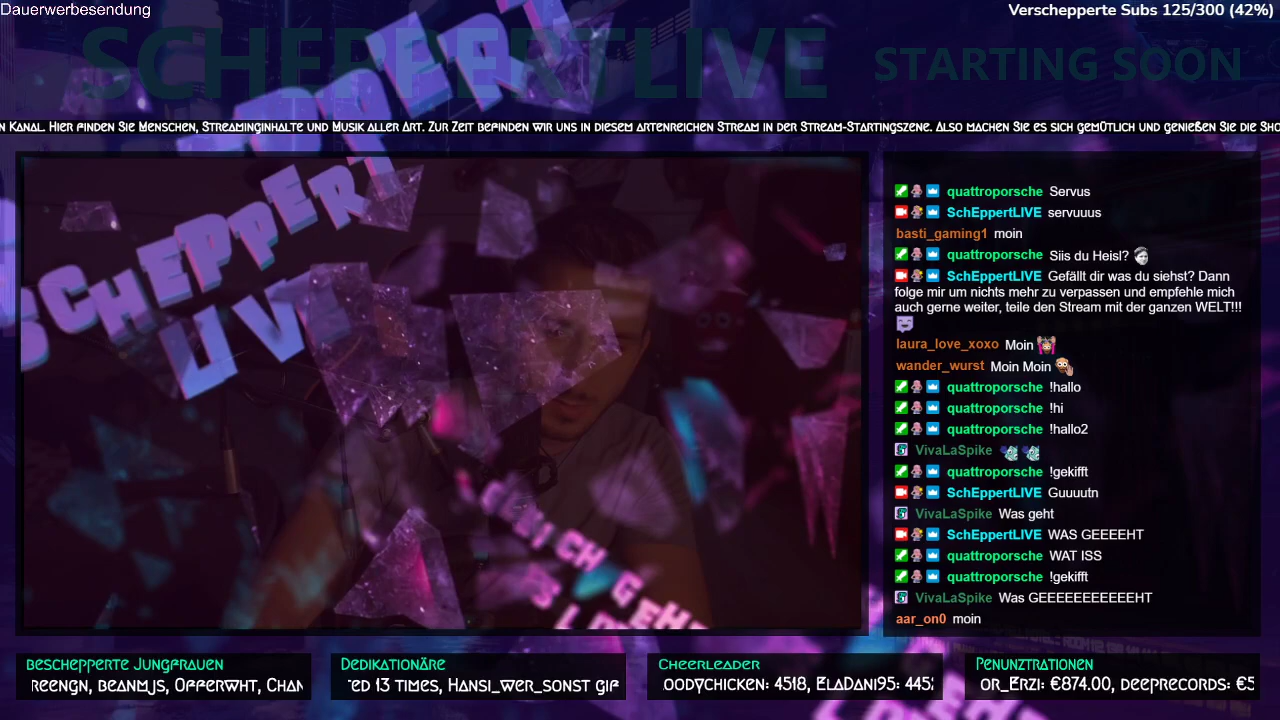 Dauerwerbesendung
Verschepperte Subs 125/300 (42%)
SCHEPPERTLIVE
STARTING SOON
SCHEPPERT
n Kanal. Hier finden Sie Menschen, Streaminginhalte und Musik aller Art. Zur Zeit befinden wir uns in diesem artenreichen Stream in der Stream-Startingszene. Also machen Sie es sich gemütlich und genießen Sie die Sho
SCHEPPERT
LIVE
quattroporsche Servus
SchEppertLIVE servuuus
basti_gaming1 moin
quattroporsche Siis du Heisl?
SchEppertLIVE Gefällt dir was du siehst? Dann
folge mir um nichts mehr zu verpassen und empfehle mich
auch gerne weiter, teile den Stream mit der ganzen WELT!!!
laura_love_xoxo Moin
wander_wurst Moin Moin
quattroporsche !hallo
quattroporsche !hi
quattroporsche !hallo2
VivaLaSpike
quattroporsche !gekifft
SchEppertLIVE Guuuutn
VivaLaSpike Was geht
SchEppertLIVE WAS GEEEEHT
quattroporsche WAT ISS
quattroporsche !gekifft
VivaLaSpike Was GEEEEEEEEEEEHT
aar_on0 moin
GLEICH GEHT
Beschepperte Jungfrauen
reengn, beanmjs, Offerwht, Chan
Dedikationäre
ted 13 times, Hansi_wer_sonst gif
Cheerleader
oodychicken: 4518, ElaDani95: 445
Penunztrationen
or_Erzi: €874.00, deeprecords: €5